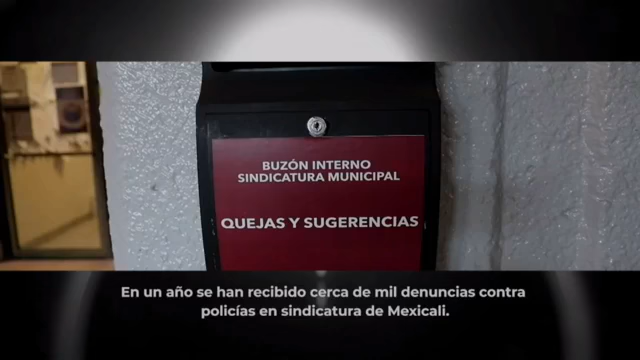 BUZÓN INTERNO
SINDICATURA MUNICIPAL
QUEJAS Y SUGERENCIAS
En un año se han recibido cerca de mil denuncias contra
policías en sindicatura de Mexicali.